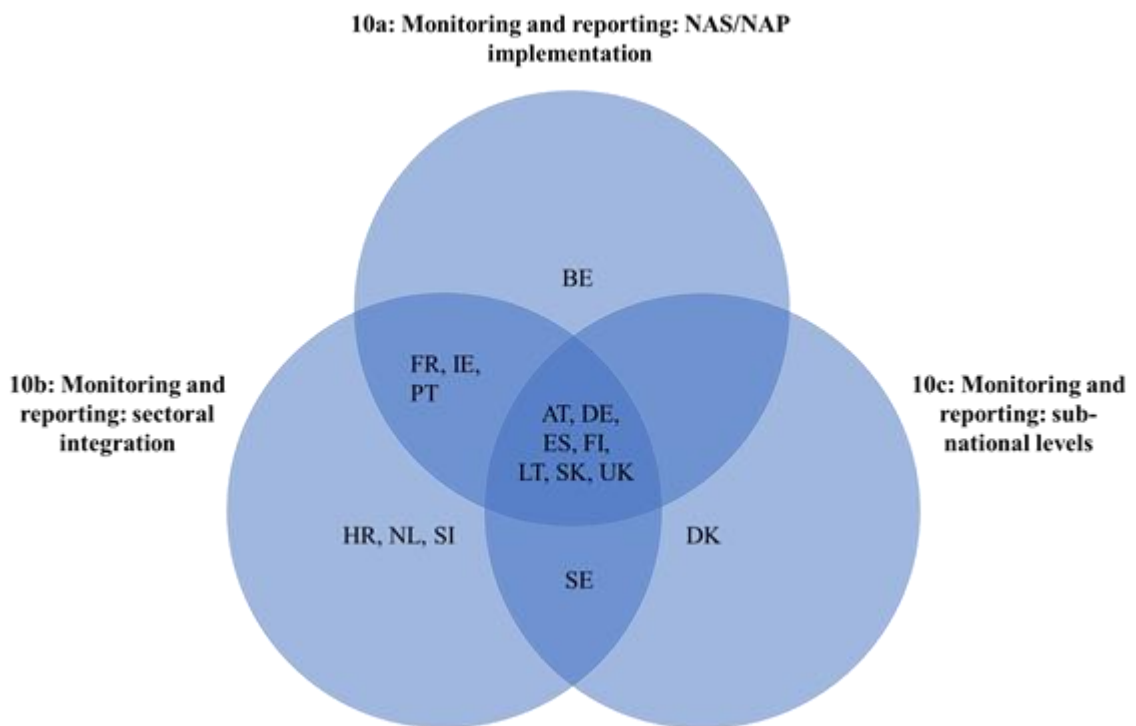 10a: Monitoring and reporting: NAS/NAP
implementation
BE
FR, IE,
PT
10b: Monitoring and
reporting: sectoral
integration
10c: Monitoring and
reporting: sub-
national levels
AT, DE,
ES, FI,
LT, SK, UK
HR, NL, SI
DK
SE